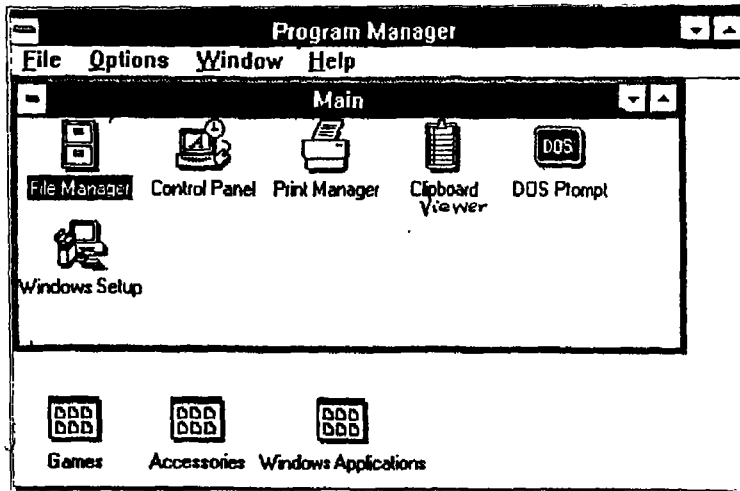 Program Manager
File Options Window Help
Main
File Manager Control Panel Print Manager Clipboard Viewer DOS DOS Prompt
Windows Setup
Games Accessories Windows Applications